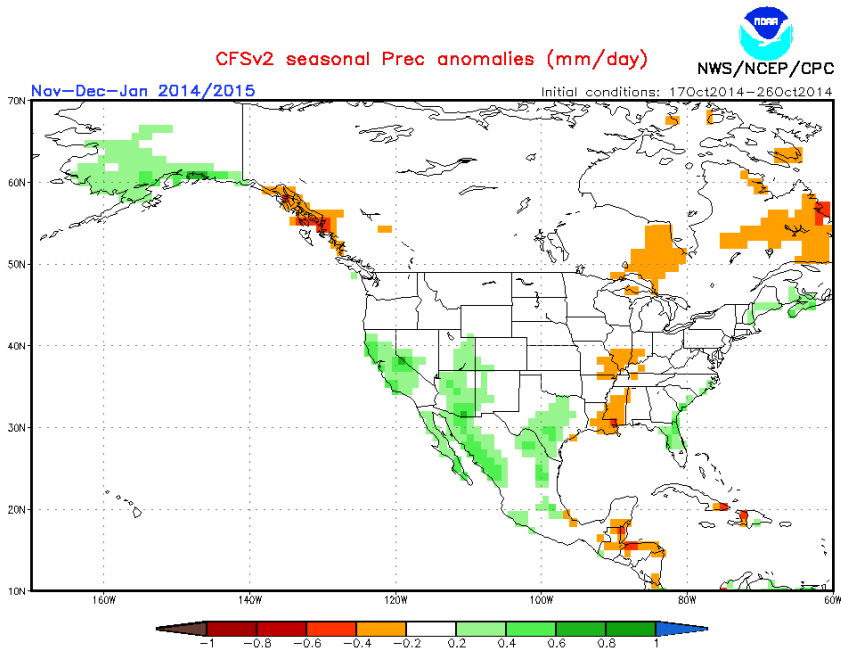 NOAA
CFSv2 seasonal Prec anomalies (mm/day)
NWS/NCEP/CPC
Nov-Dec-Jan 2014/2015
Initial conditions: 17Oct2014-26Oct2014
70N
60N
50N
40N
30N
20N
10N
160W 140W 120W 100W 80W 60W
-1 -0.8 -0.6 -0.4 -0.2 0.2 0.4 0.6 0.8 1